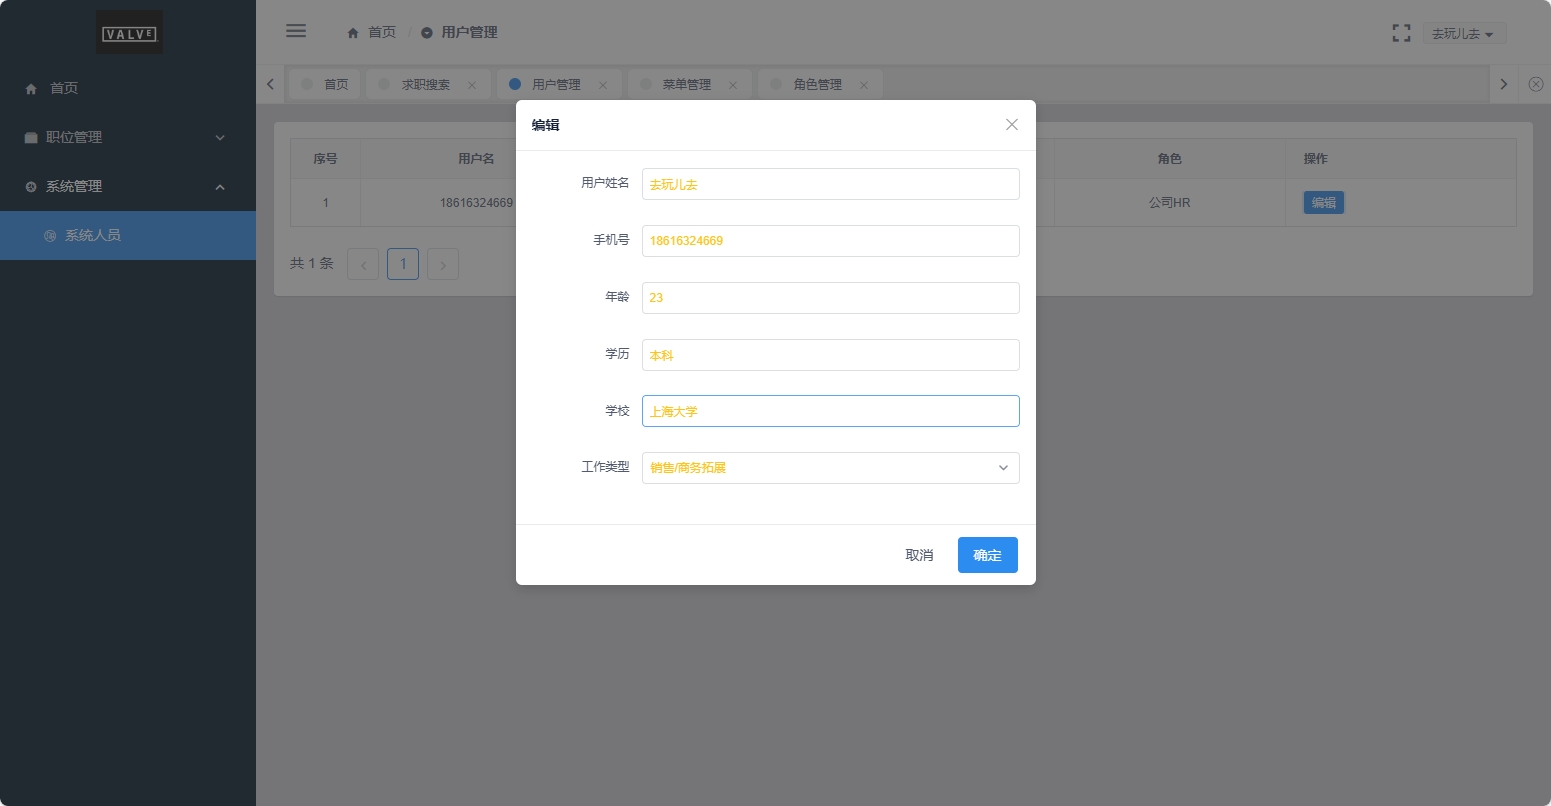 VALVE
首页
职位管理
系统管理
系统人员
首页 / 用户管理
去玩儿去
首页
求职搜索
用户管理
菜单管理
角色管理
序号
用户名
角色
操作
1
18616324669
公司HR
编辑
共 1 条
1
编辑
用户姓名
去玩儿去
手机号
18616324669
年龄
23
学历
本科
学校
上海大学
工作类型
销售/商务拓展
取消
确定